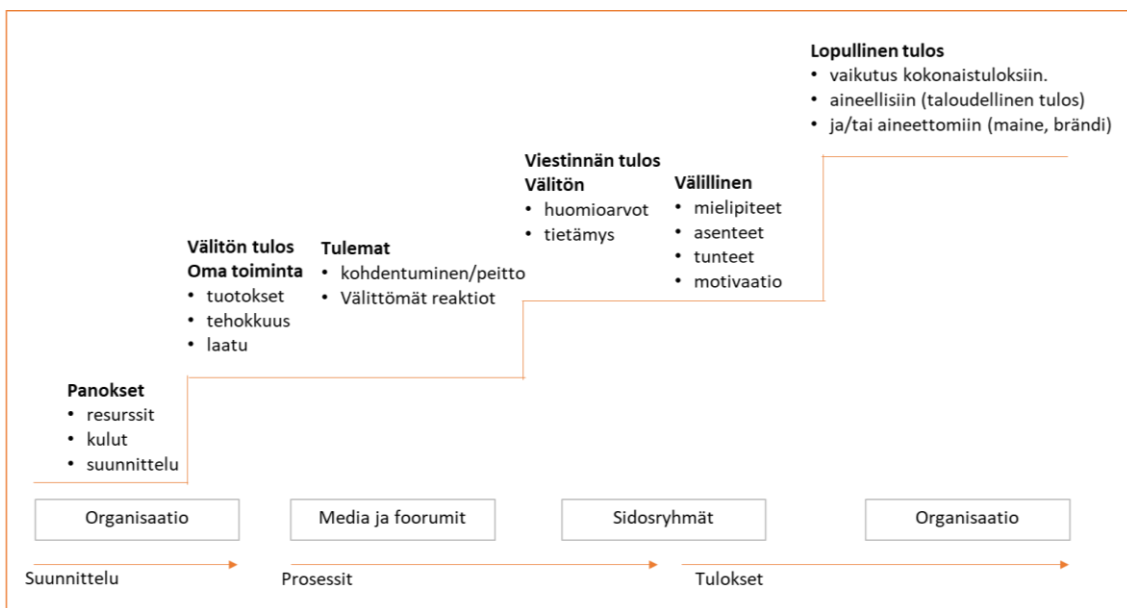 Lopullinen tulos
• vaikutus kokonaistuloksiin.
• aineellisiin (taloudellinen tulos)
• ja/tai aineettomiin (maine, brändi)
Viestinnän tulos
Välitön
• huomioarvot
• tietämys
Välillinen
• mielipiteet
• asenteet
• tunteet
• motivaatio
Välitön tulos
Oma toiminta
• tuotokset
• tehokkuus
• laatu
Tulemat
• kohdentuminen/peitto
• Välittömät reaktiot
Panokset
• resurssit
• kulut
• suunnittelu
Organisaatio
Media ja foorumit
Sidosryhmät
Organisaatio
Suunnittelu
Prosessit
Tulokset